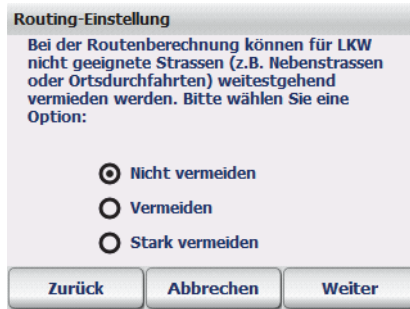 Routing-Einstellung
Bei der Routenberechnung können für LKW
nicht geeignete Strassen (z.B. Nebenstrassen
oder Ortsdurchfahrten) weitestgehend
vermieden werden. Bitte wählen Sie eine
Option:
Nicht vermeiden
Vermeiden
Stark vermeiden
Zurück Abbrechen Weiter